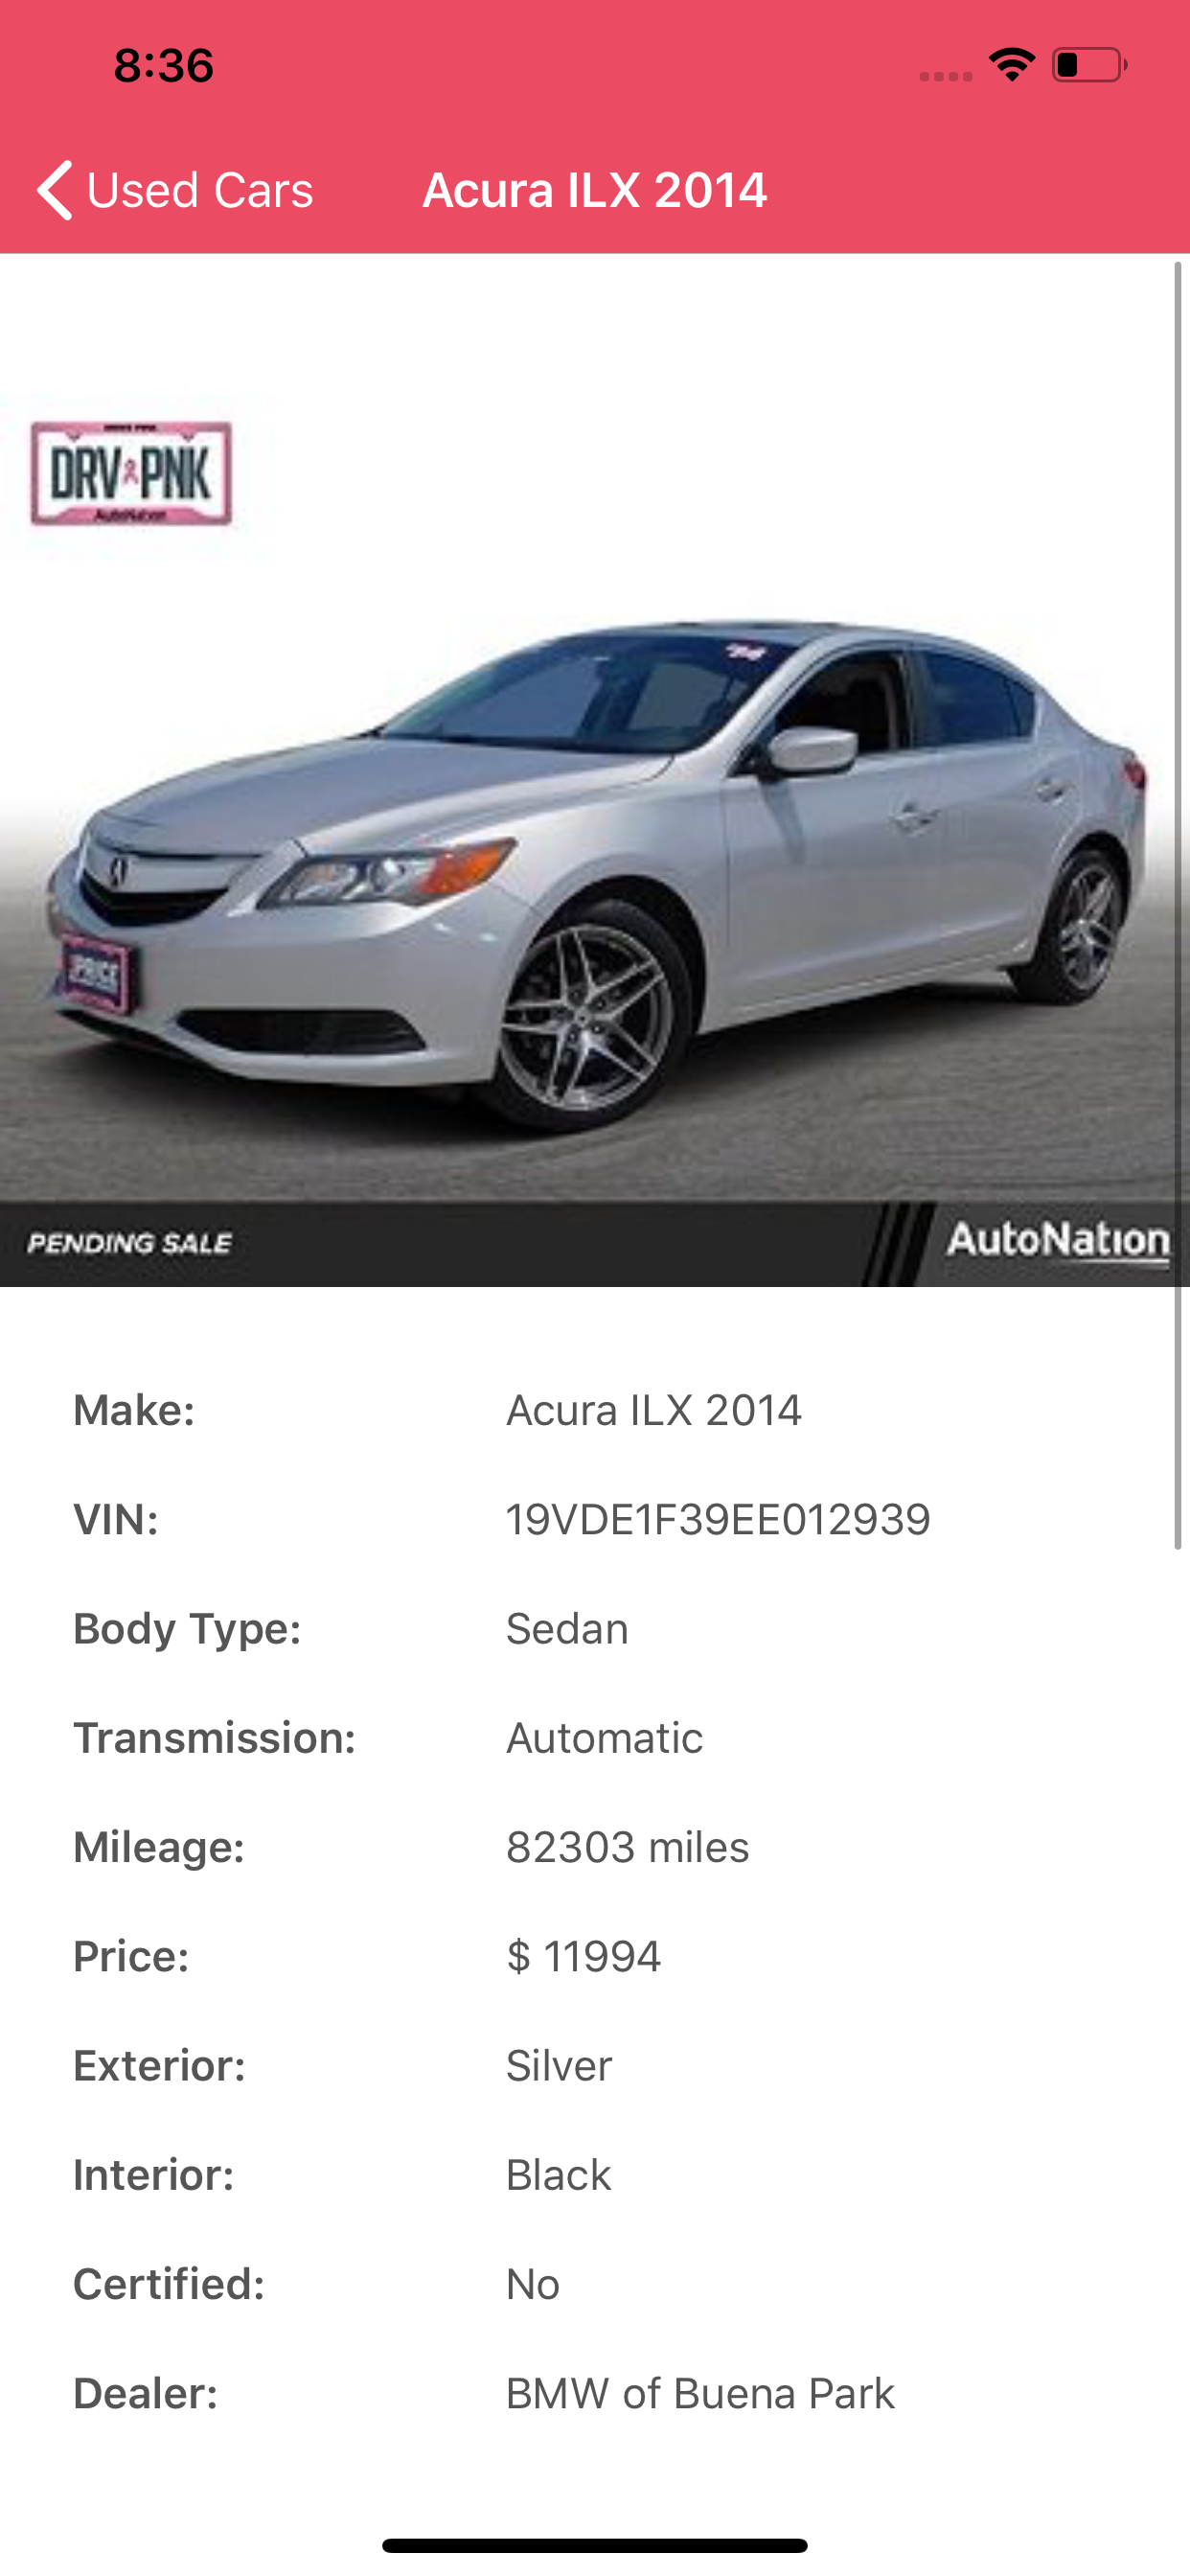 8:36
Used Cars
Acura ILX 2014
DRV PNK
AutoNation
PRICE
PENDING SALE
AutoNation
Make: Acura ILX 2014
VIN: 19VDE1F39EE012939
Body Type: Sedan
Transmission: Automatic
Mileage: 82303 miles
Price: $ 11994
Exterior: Silver
Interior: Black
Certified: No
Dealer: BMW of Buena Park